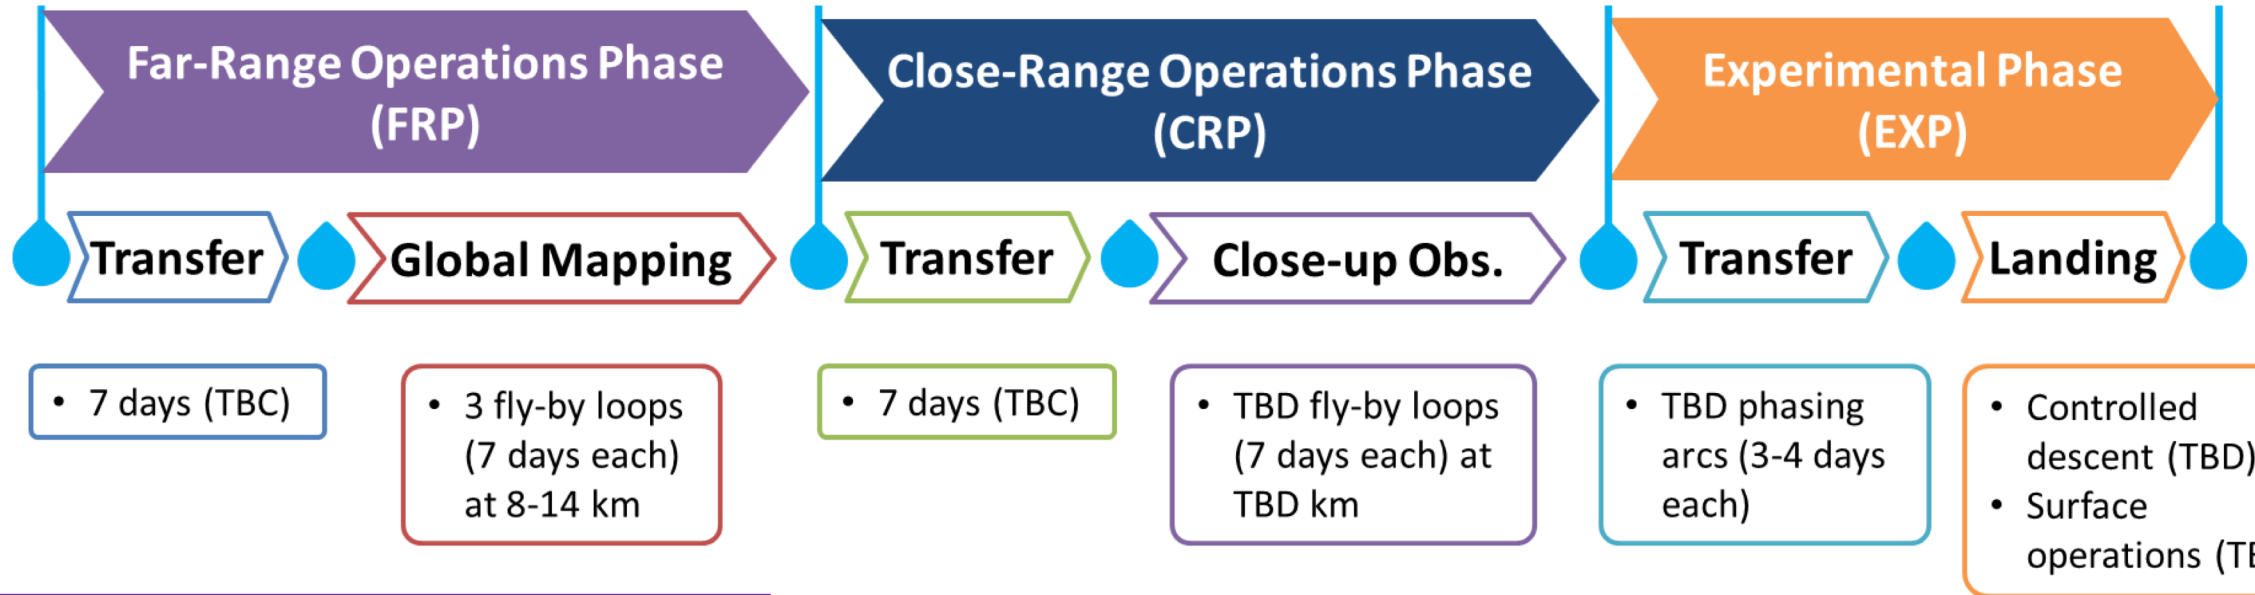 Far-Range Operations Phase
(FRP)
Close-Range Operations Phase
(CRP)
Experimental Phase
(EXP)
Transfer
Global Mapping
Transfer
Close-up Obs.
Transfer
Landing
• 7 days (TBC)
• 3 fly-by loops
(7 days each)
at 8-14 km
• 7 days (TBC)
• TBD fly-by loops
(7 days each) at
TBD km
• TBD phasing
arcs (3-4 days
each)
• Controlled
descent (TBD)
• Surface
operations